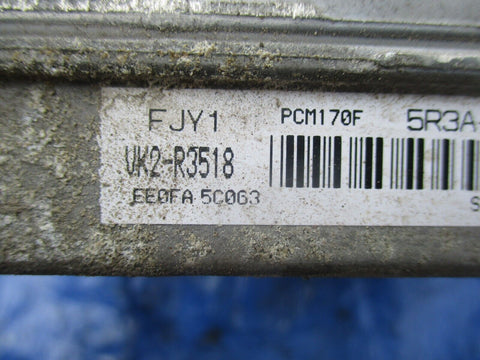 FJY1 PCM170F 5R3A
VK2-R3518
EE0FA 5C063 S